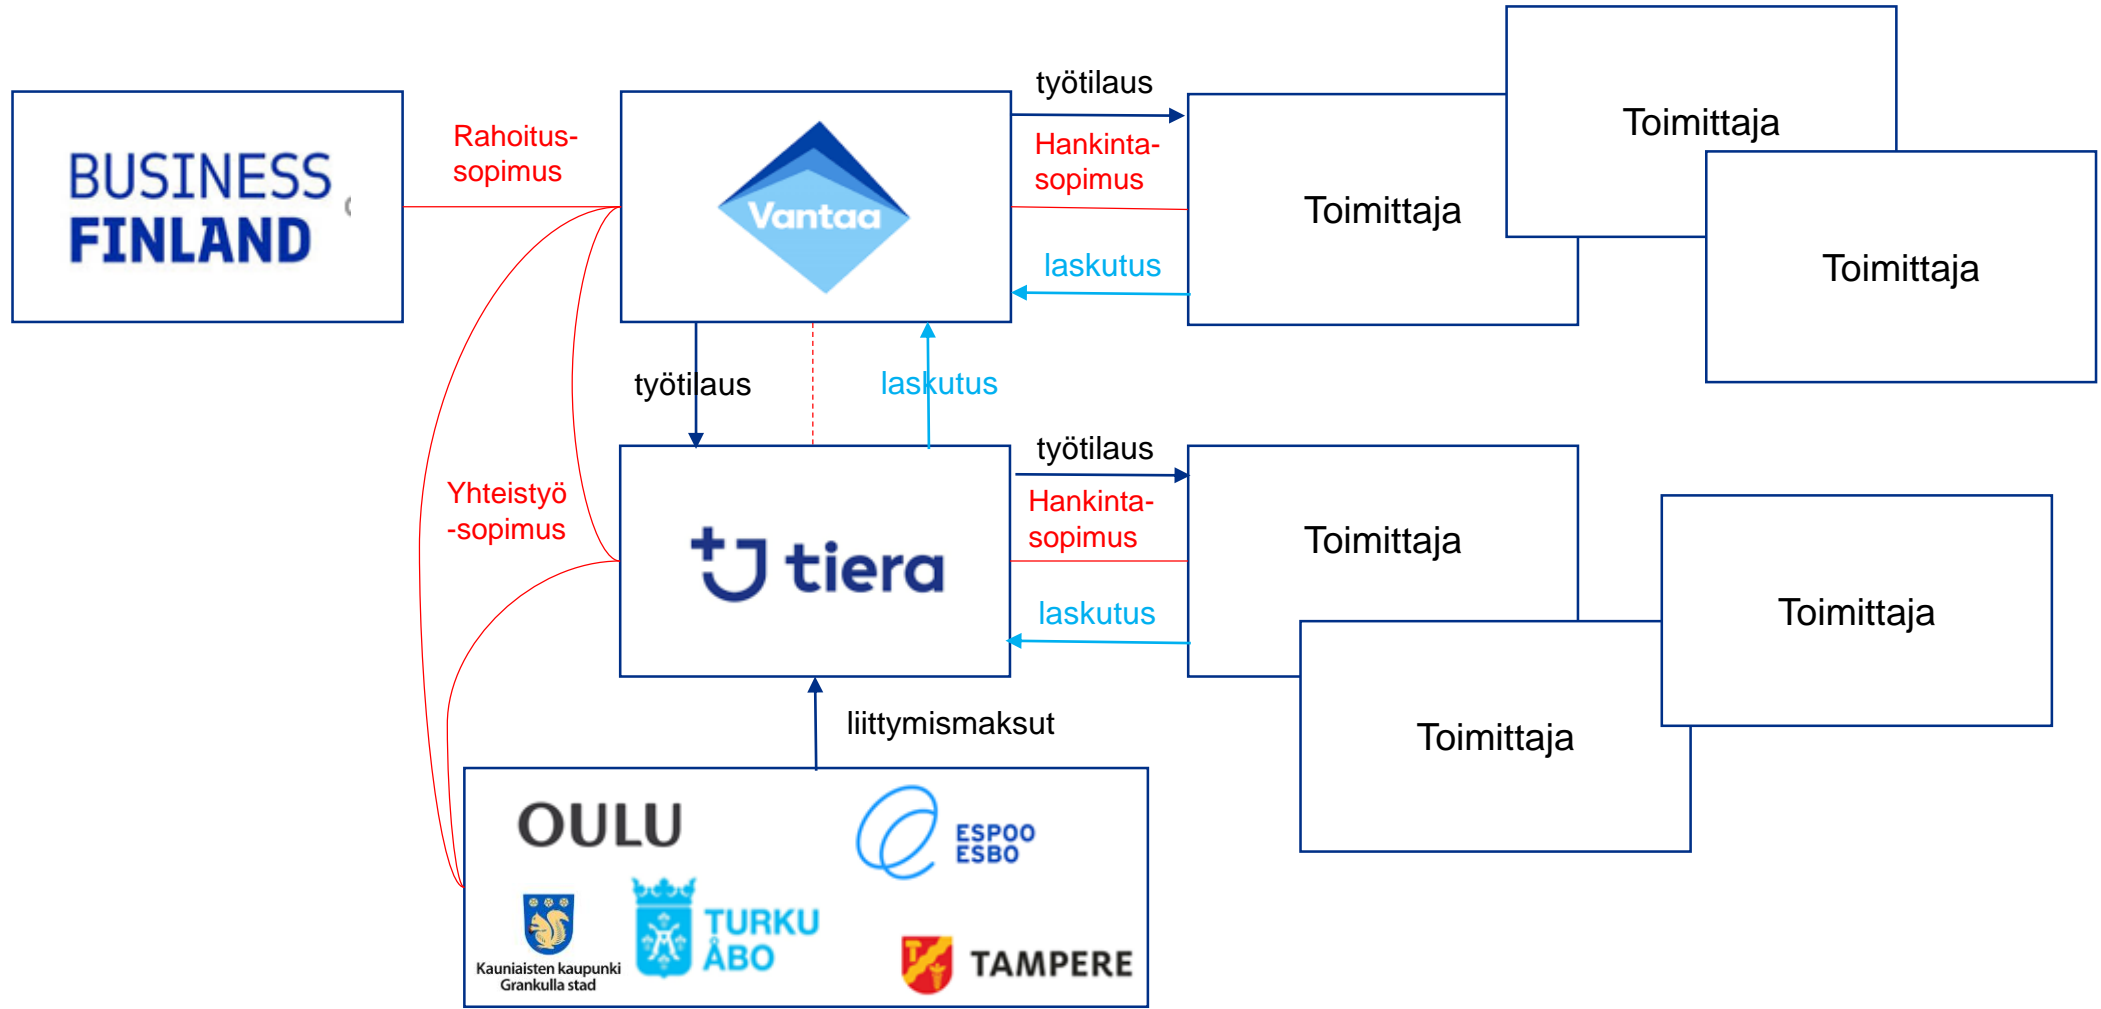 työtilaus
Toimittaja
Rahoitus-
sopimus
Hankinta-
sopimus
BUSINESS
FINLAND
Vantaa
Toimittaja
laskutus
Toimittaja
työtilaus
laskutus
työtilaus
Yhteistyö
-sopimus
Hankinta-
sopimus
tiera
Toimittaja
laskutus
Toimittaja
liittymismaksut
Toimittaja
OULU
ESPOO
ESBO
Kauniaisten kaupunki
Grankulla stad
TURKU
ÅBO
TAMPERE